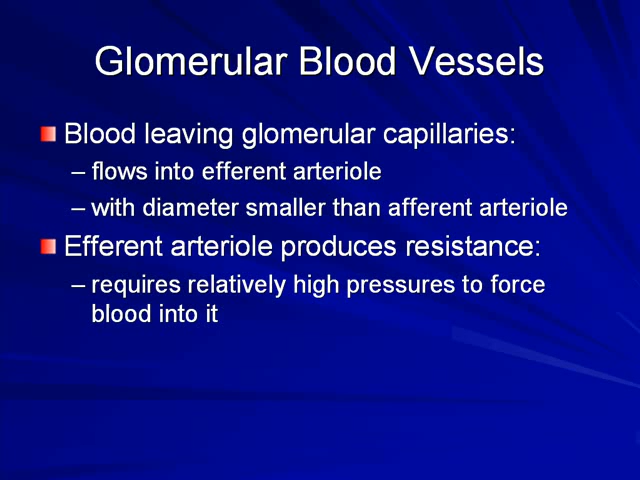 Glomerular Blood Vessels
Blood leaving glomerular capillaries:
– flows into efferent arteriole
– with diameter smaller than afferent arteriole
Efferent arteriole produces resistance:
– requires relatively high pressures to force
blood into it